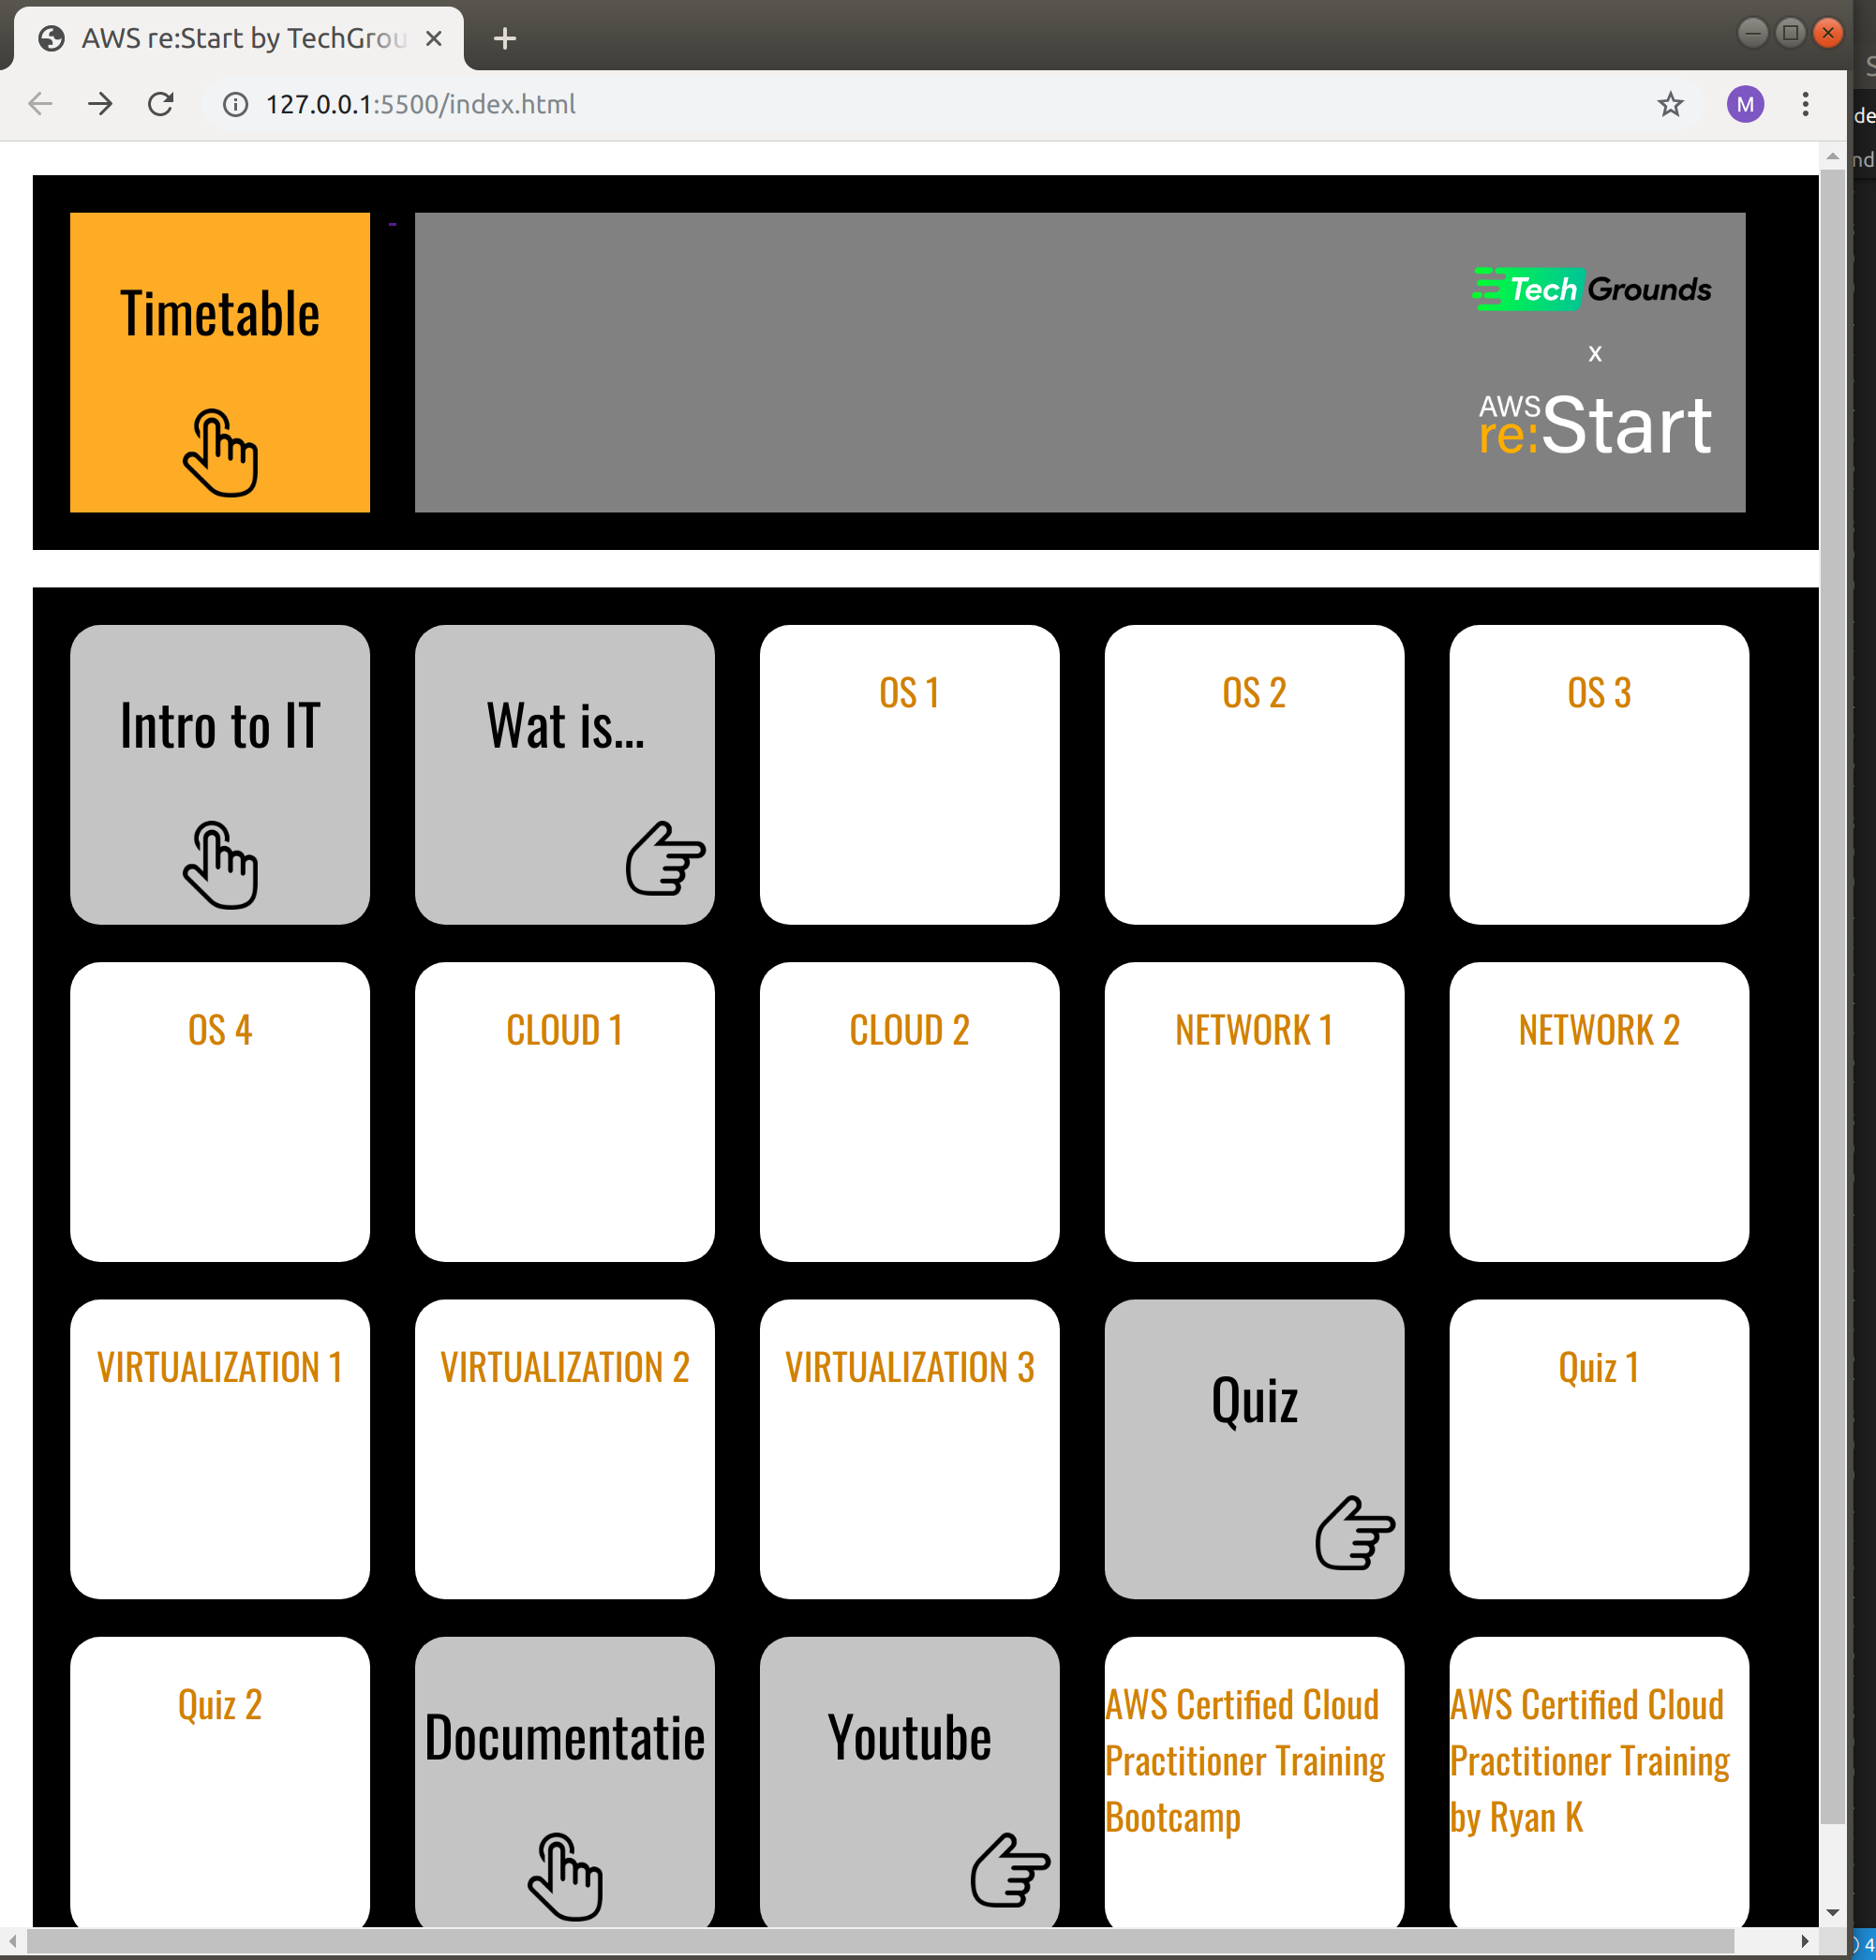 AWS re:Start by TechGrou
127.0.0.1:5500/index.html
M
Timetable
-
Tech Grounds
x
AWS
re:Start
Intro to IT
Wat is...
OS 1
OS 2
OS 3
OS 4
CLOUD 1
CLOUD 2
NETWORK 1
NETWORK 2
VIRTUALIZATION 1
VIRTUALIZATION 2
VIRTUALIZATION 3
Quiz
Quiz 1
Quiz 2
Documentatie
Youtube
AWS Certified Cloud
Practitioner Training
Bootcamp
AWS Certified Cloud
Practitioner Training
by Ryan K